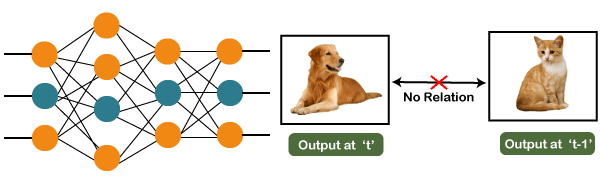 No Relation
Output at 't'
Output at 't-1'